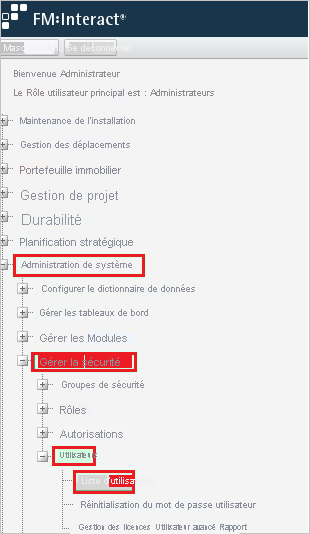 FM:Interact®
Se déconnecter
Bienvenue Administrateur
Le Rôle utilisateur principal est : Administrateurs
Maintenance de l'installation
Gestion des déplacements
Portefeuille immobilier
Gestion de projet
Durabilité
Planification stratégique
Administration de système
Configurer le dictionnaire de données
Gérer les tableaux de bord
Gérer les Modules
Gérer la sécurité
Groupes de sécurité
Rôles
Autorisations
Utilisateurs
Liste d'utilisateurs
Réinitialisation du mot de passe utilisateur
Gestion des licences Utilisateur avancé Rapport